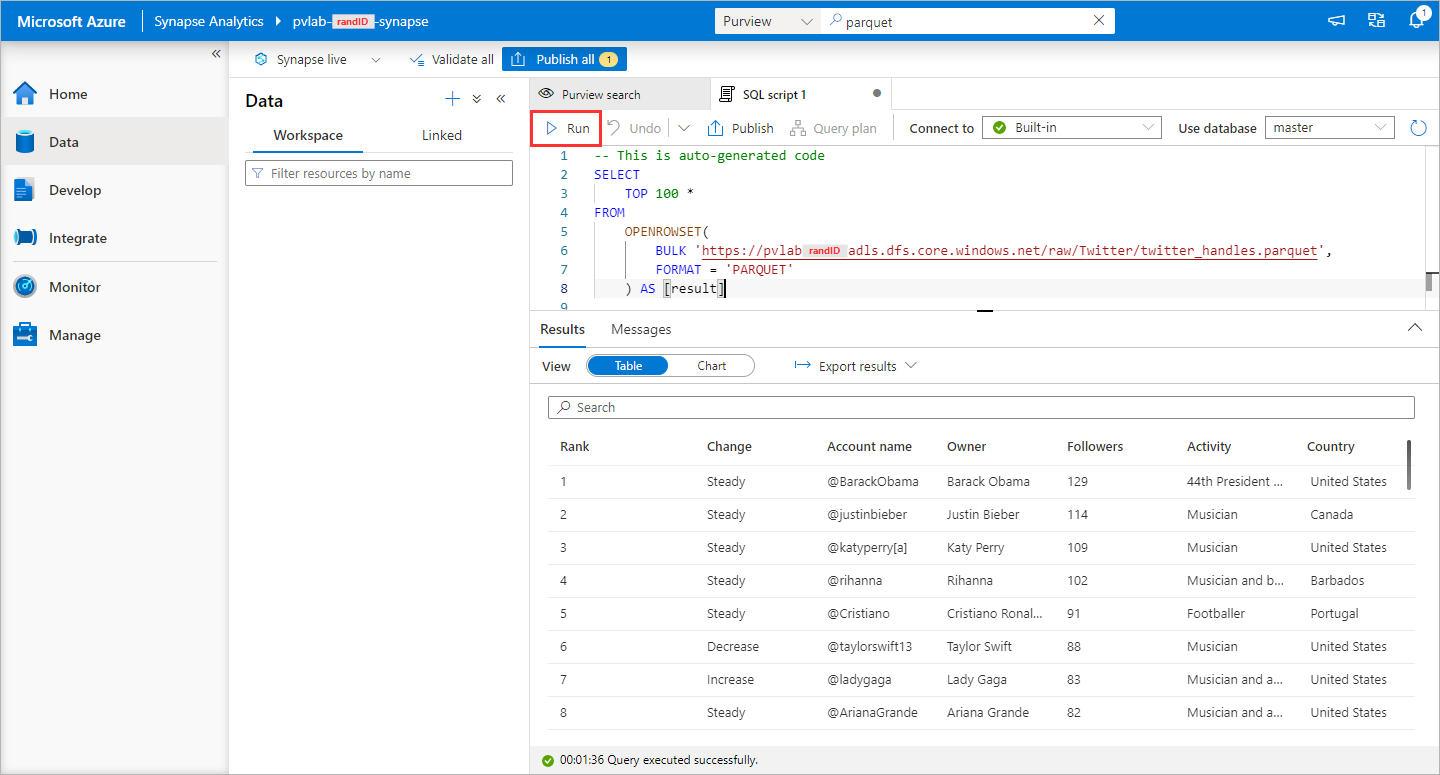 Microsoft Azure Synapse Analytics pvlab-randID-synapse Purview parquet 1
Synapse live Validate all Publish all 1
Home
Data
Develop
Integrate
Monitor
Manage
Data
Workspace Linked
Filter resources by name
Purview search SQL script 1
Run Undo Publish Query plan Connect to Built-in Use database master
1 -- This is auto-generated code
2 SELECT
3 TOP 100 *
4 FROM
5 OPENROWSET(
6 BULK 'https://pvlabrandIDadls.dfs.core.windows.net/raw/Twitter/twitter_handles.parquet',
7 FORMAT = 'PARQUET'
8 ) AS [result]
9
Results Messages
View Table Chart Export results
Search
Rank Change Account name Owner Followers Activity Country
1 Steady @BarackObama Barack Obama 129 44th President ... United States
2 Steady @justinbieber Justin Bieber 114 Musician Canada
3 Steady @katyperry[a] Katy Perry 109 Musician United States
4 Steady @rihanna Rihanna 102 Musician and b... Barbados
5 Steady @Cristiano Cristiano Ronal... 91 Footballer Portugal
6 Decrease @taylorswift13 Taylor Swift 88 Musician United States
7 Increase @ladygaga Lady Gaga 83 Musician and a... United States
8 Steady @ArianaGrande Ariana Grande 82 Musician and a... United States
00:01:36 Query executed successfully.